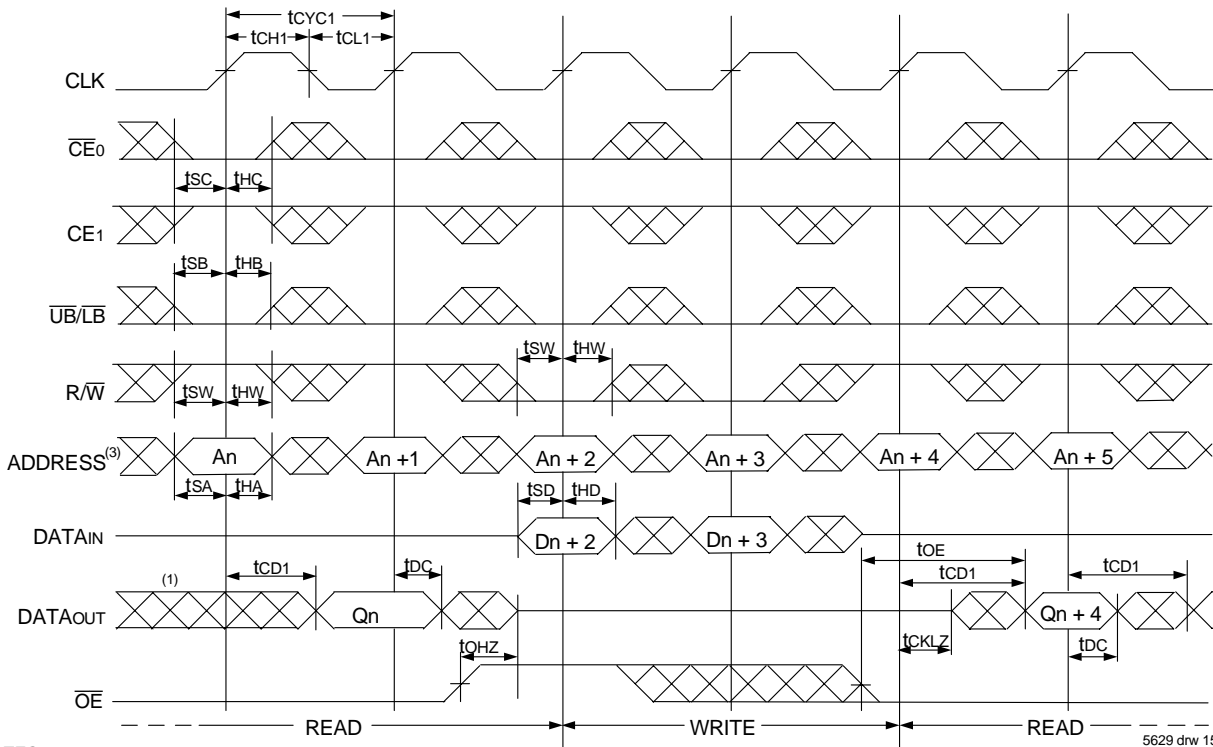 tCYC1
tCH1 tCL1
CLK
CE0
tSC tHC
CE1
tSB tHB
UB/LB
tSW tHW
R/W
tSW tHW
ADDRESS(3) An An +1 An + 2 An + 3 An + 4 An + 5
tSA tHA tSD tHD
DATAIN Dn + 2 Dn + 3
tOE
tCD1 tDC tCD1 tCD1
(1)
DATAOUT Qn Qn + 4
tOHZ tCKLZ tDC
OE
READ WRITE READ
5629 drw 15